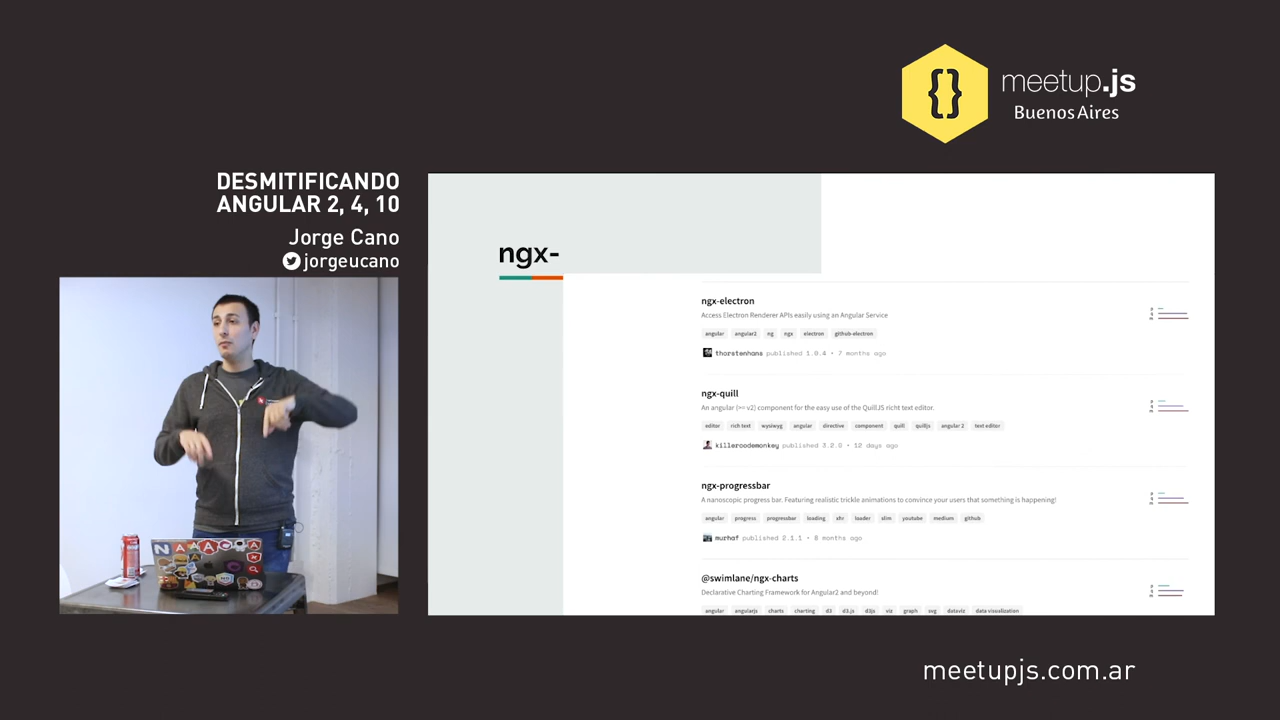 {} meetup.js
Buenos Aires
DESMITIFICANDO
ANGULAR 2, 4, 10
Jorge Cano
jorgeucano
ngx-
ngx-electron
Access Electron Renderer APIs easily using an Angular Service
angular angular2 ng ngx electron github-electron
thorstenhans published 1.0.4 • 7 months ago
ngx-quill
An angular (>= v2) component for the easy use of the QuillJS richt text editor.
editor rich text wysiwyg angular directive component quill quilljs angular 2 text editor
killercodemonkey published 3.2.0 • 12 days ago
ngx-progressbar
A nanoscopic progress bar. Featuring realistic trickle animations to convince your users that something is happening!
angular progress progressbar loading xhr loader slim youtube medium github
murhaf published 2.1.1 • 8 months ago
@swimlane/ngx-charts
Declarative Charting Framework for Angular2 and beyond!
angular angularjs charts charting d3 d3.js d3js viz graph svg dataviz data visualization
meetupjs.com.ar